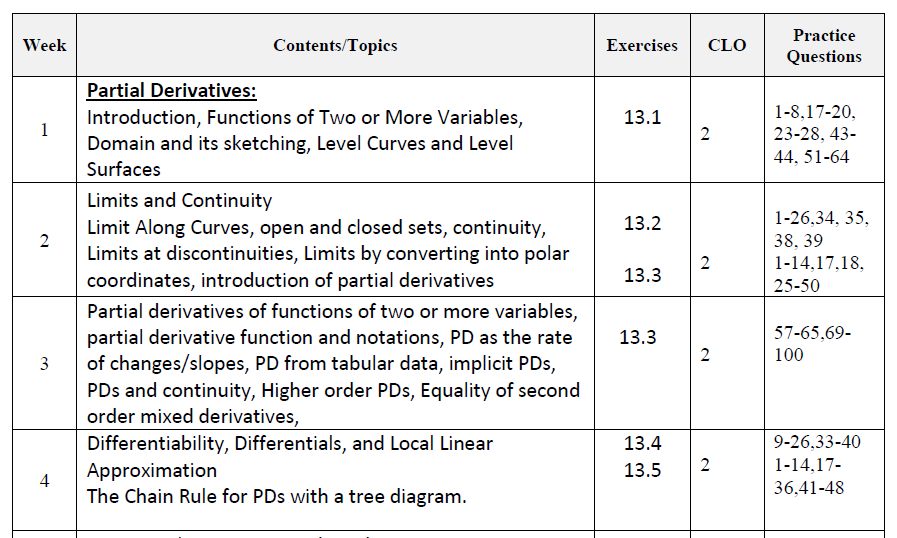 Week Contents/Topics Exercises CLO Practice Questions
1
Partial Derivatives:
Introduction, Functions of Two or More Variables,
Domain and its sketching, Level Curves and Level
Surfaces
13.1
2
1-8,17-20,
23-28, 43-
44, 51-64
2
Limits and Continuity
Limit Along Curves, open and closed sets, continuity,
Limits at discontinuities, Limits by converting into polar
coordinates, introduction of partial derivatives
13.2
13.3
2
1-26,34, 35,
38, 39
1-14,17,18,
25-50
3
Partial derivatives of functions of two or more variables,
partial derivative function and notations, PD as the rate
of changes/slopes, PD from tabular data, implicit PDs,
PDs and continuity, Higher order PDs, Equality of second
order mixed derivatives,
13.3
2
57-65,69-
100
4
Differentiability, Differentials, and Local Linear
Approximation
The Chain Rule for PDs with a tree diagram.
13.4
13.5
2
9-26,33-40
1-14,17-
36,41-48